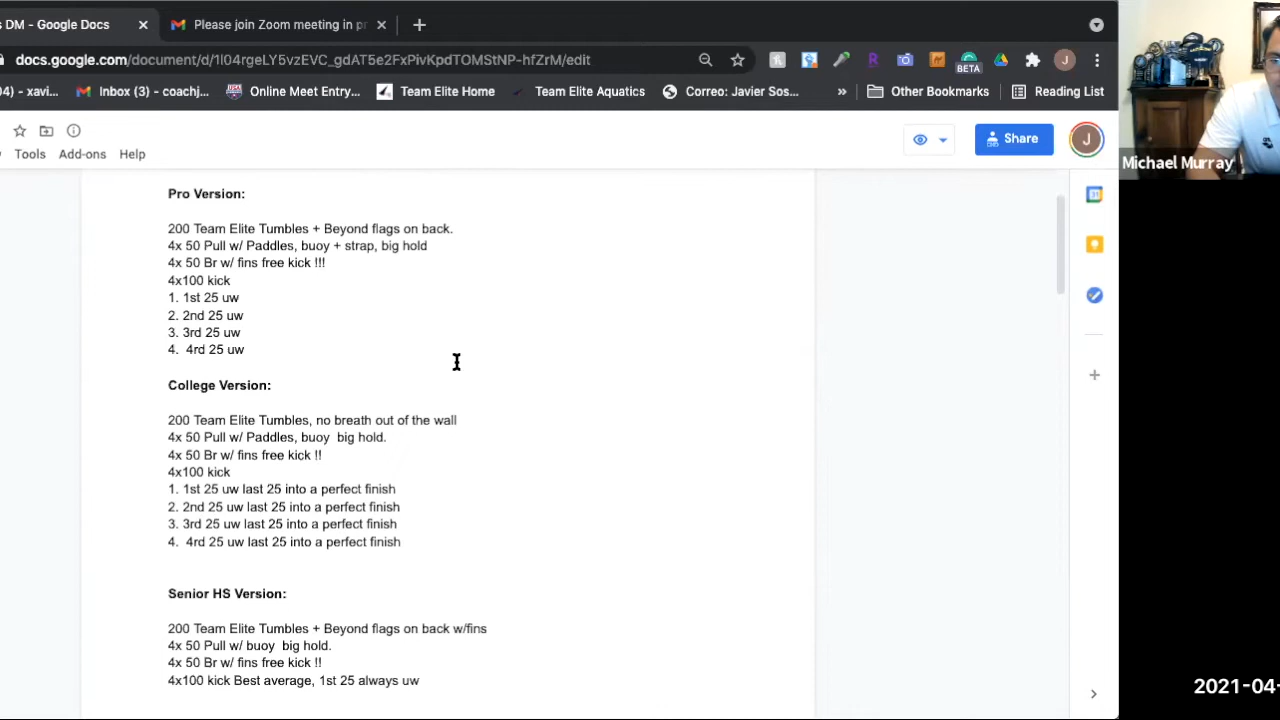 s DM - Google Docs
Please join Zoom meeting in pr
docs.google.com/document/d/1I04rgeLY5vzEVC_gdAT5e2FxPivKpdTOMStNP-hfZrM/edit
BETA
J
04) - xavi...
Inbox (3) - coachj...
Online Meet Entry...
Team Elite Home
Team Elite Aquatics
Correo: Javier Sos...
»
Other Bookmarks
Reading List
Share
J
Tools
Add-ons
Help
Michael Murray
Pro Version:
200 Team Elite Tumbles + Beyond flags on back.
4x 50 Pull w/ Paddles, buoy + strap, big hold
4x 50 Br w/ fins free kick !!!
4x100 kick
1. 1st 25 uw
2. 2nd 25 uw
3. 3rd 25 uw
4.  4rd 25 uw
College Version:
200 Team Elite Tumbles, no breath out of the wall
4x 50 Pull w/ Paddles, buoy  big hold.
4x 50 Br w/ fins free kick !!
4x100 kick
1. 1st 25 uw last 25 into a perfect finish
2. 2nd 25 uw last 25 into a perfect finish
3. 3rd 25 uw last 25 into a perfect finish
4.  4rd 25 uw last 25 into a perfect finish
Senior HS Version:
200 Team Elite Tumbles + Beyond flags on back w/fins
4x 50 Pull w/ buoy  big hold.
4x 50 Br w/ fins free kick !!
4x100 kick Best average, 1st 25 always uw
2021-04-